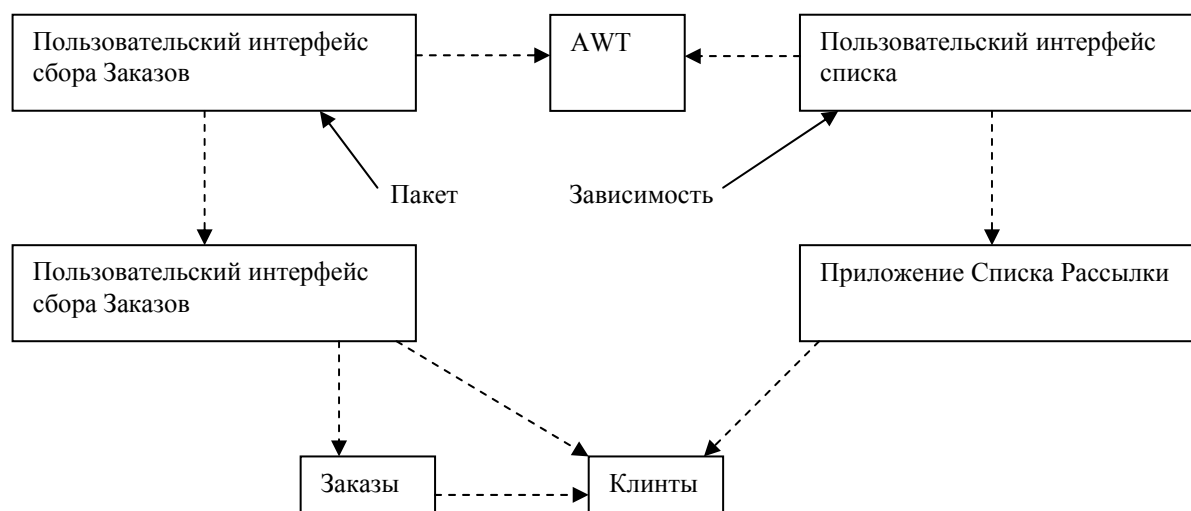 Пользовательский интерфейс
сбора Заказов
AWT
Пользовательский интерфейс
списка
Пакет
Зависимость
Пользовательский интерфейс
сбора Заказов
Приложение Списка Рассылки
Заказы
Клинты